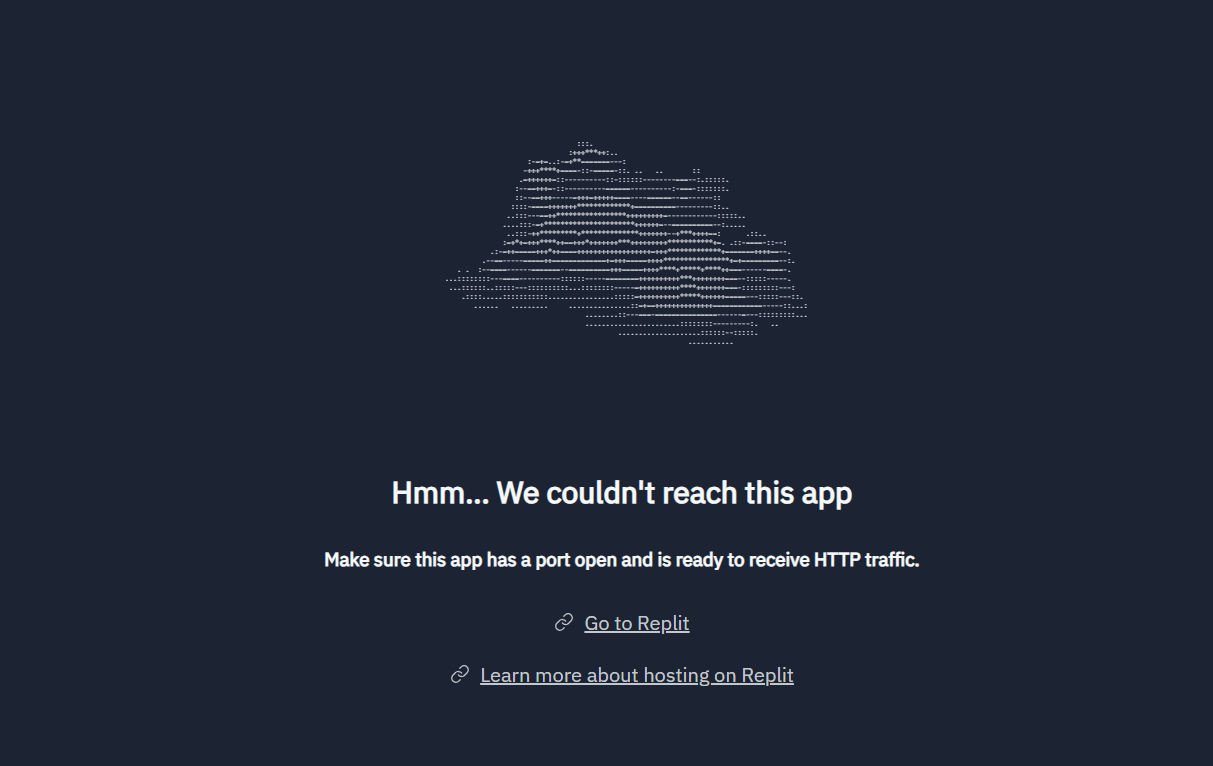 Hmm... We couldn't reach this app
Make sure this app has a port open and is ready to receive HTTP traffic.
Go to Replit
Learn more about hosting on Replit